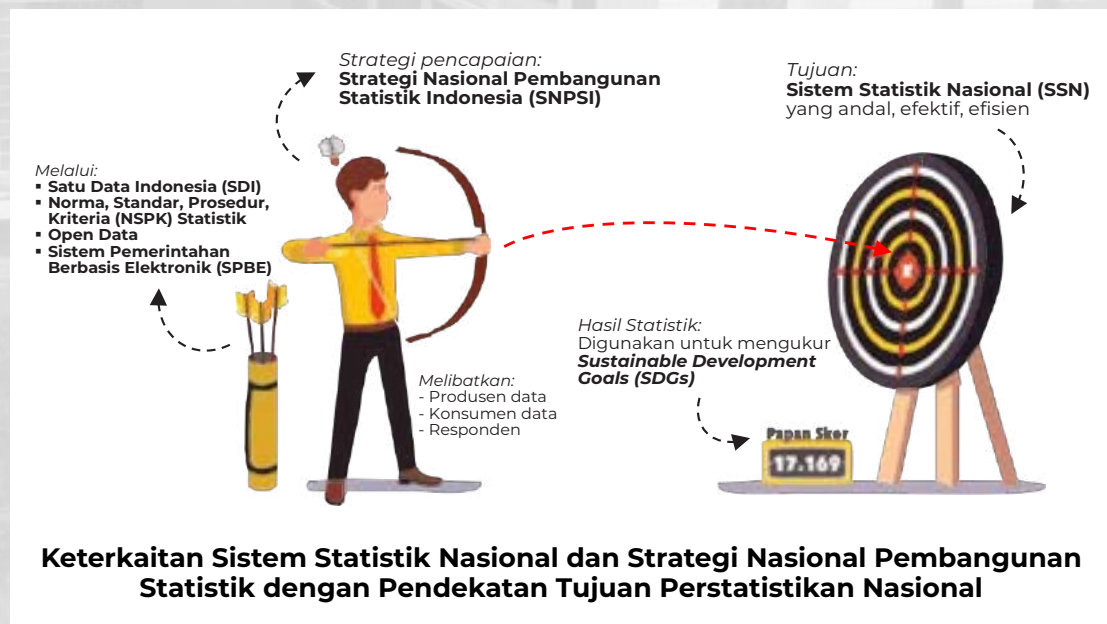 Strategi pencapaian:
Strategi Nasional Pembangunan
Statistik Indonesia (SNPSI)
Tujuan:
Sistem Statistik Nasional (SSN)
yang andal, efektif, efisien
Melalui:
▪ Satu Data Indonesia (SDI)
▪ Norma, Standar, Prosedur,
Kriteria (NSPK) Statistik
▪ Open Data
▪ Sistem Pemerintahan
Berbasis Elektronik (SPBE)
Hasil Statistik:
Digunakan untuk mengukur
Sustainable Development
Goals (SDGs)
Melibatkan:
- Produsen data
- Konsumen data
- Responden
Papan Skor
17.169
Keterkaitan Sistem Statistik Nasional dan Strategi Nasional Pembangunan
Statistik dengan Pendekatan Tujuan Perstatistikan Nasional